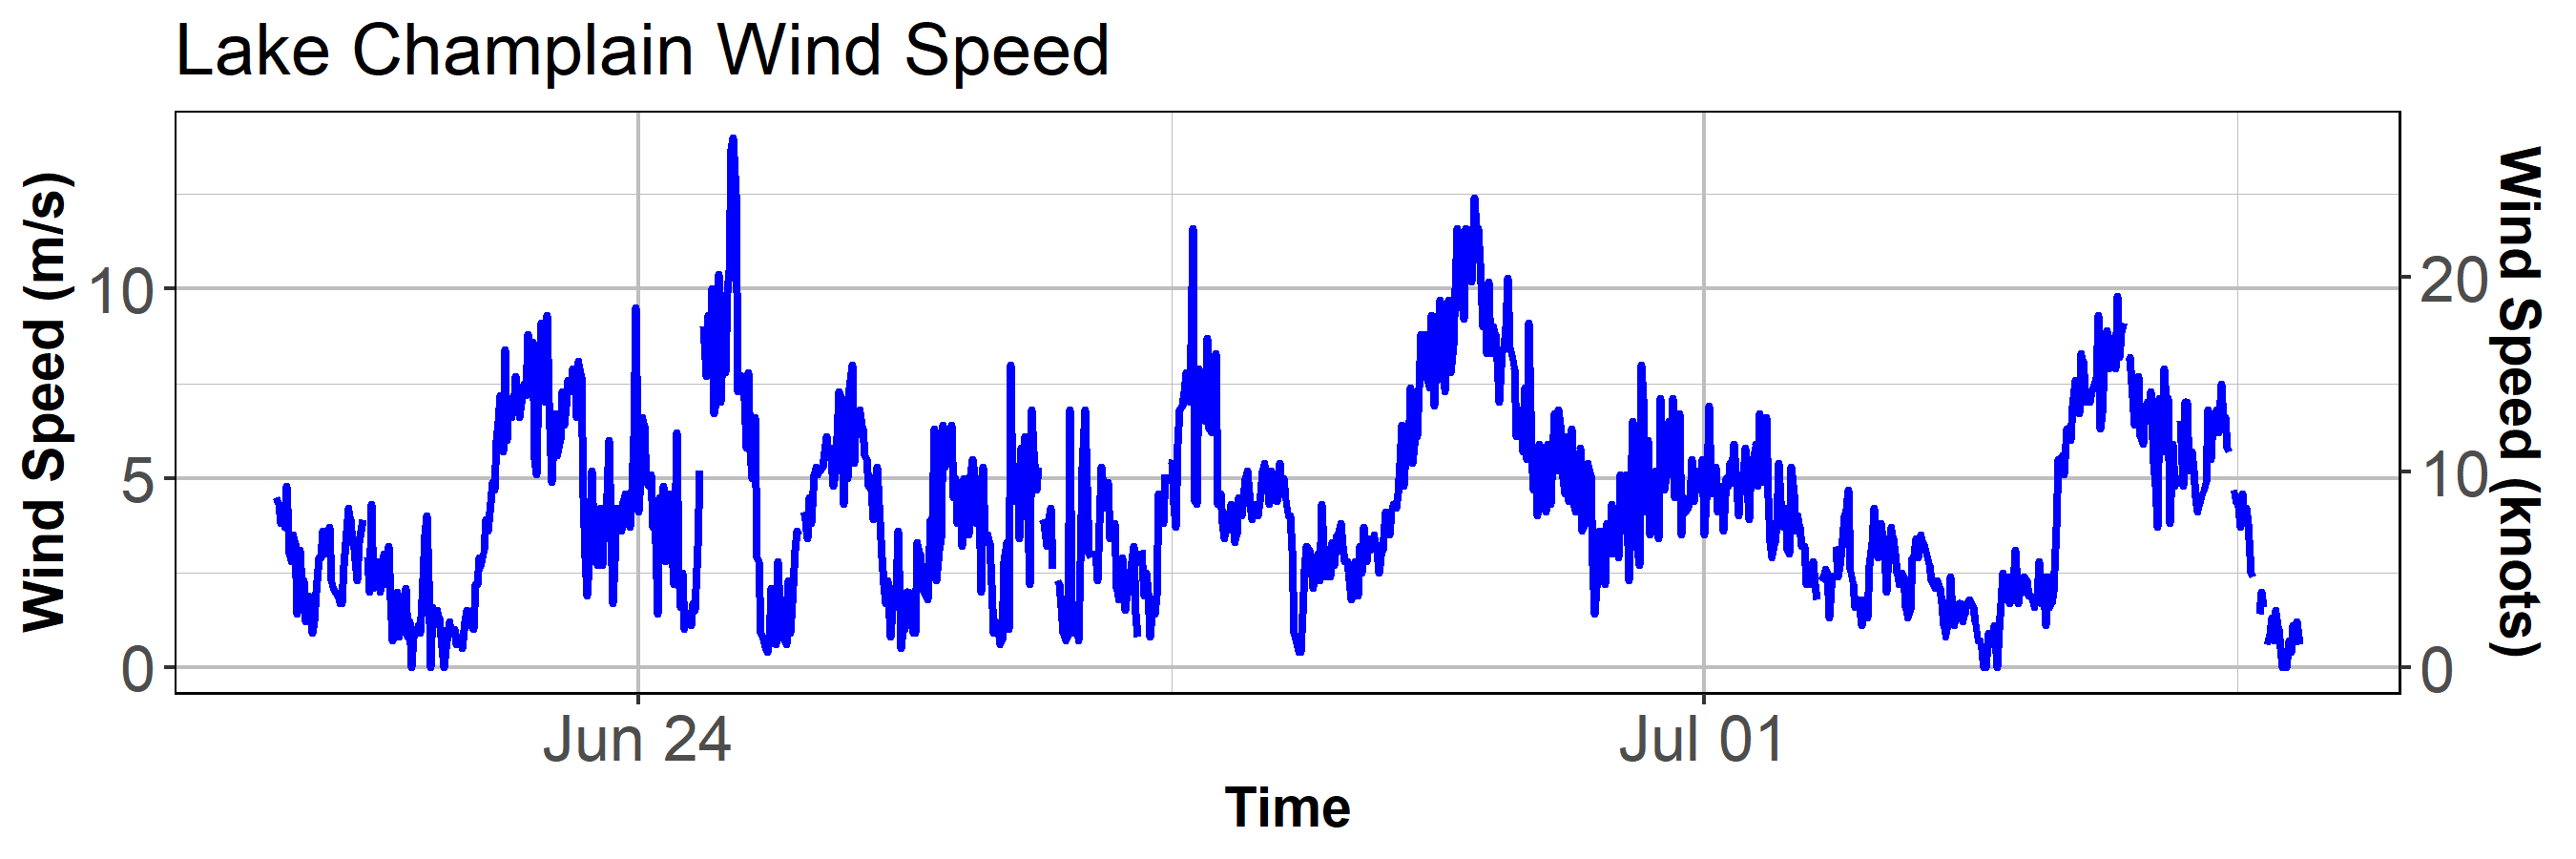 Lake Champlain Wind Speed
Wind Speed (m/s)
10
5
0
20
10
0
Wind Speed (knots)
Jun 24
Jul 01
Time